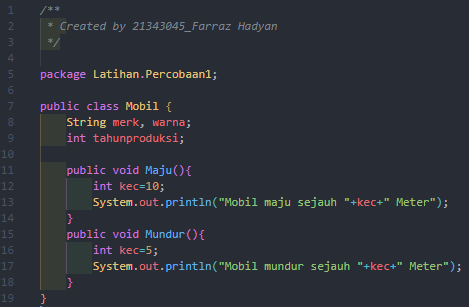 1 /**
2  * Created by 21343045_Farraz Hadyan
3  */
4
5 package Latihan.Percobaan1;
6
7 public class Mobil {
8     String merk, warna;
9     int tahunproduksi;
10
11     public void Maju(){
12         int kec=10;
13         System.out.println("Mobil maju sejauh "+kec+" Meter");
14     }
15     public void Mundur(){
16         int kec=5;
17         System.out.println("Mobil mundur sejauh "+kec+" Meter");
18     }
19 }